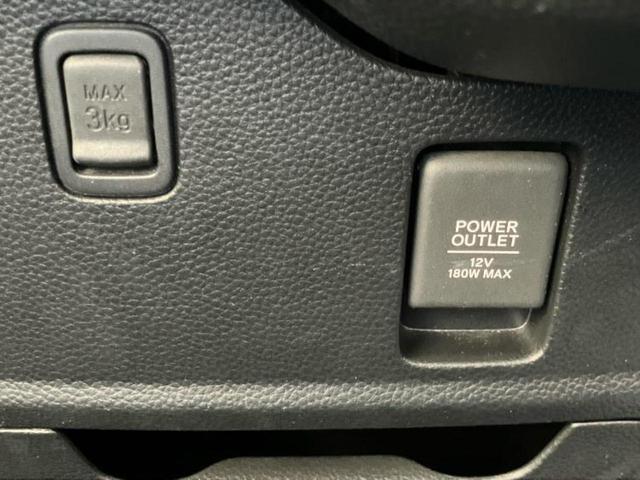 MAX
3kg
POWER
OUTLET
12V
180W MAX